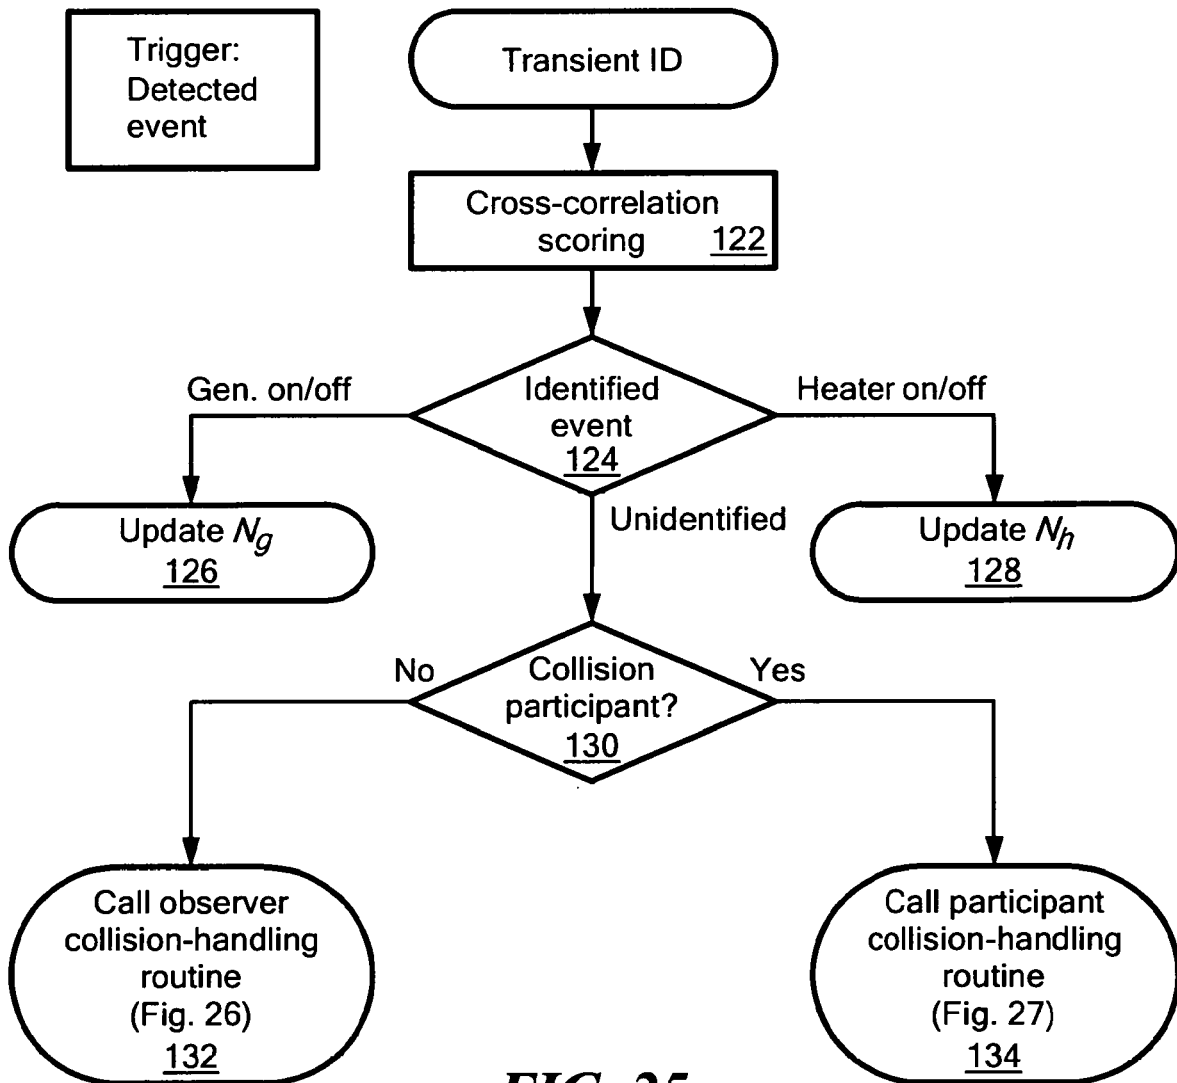 Trigger:
Detected
event
Transient ID
Cross-correlation
scoring 122
Gen. on/off
Identified
event
124
Heater on/off
Update Ng
126
Unidentified
Update Nh
128
No
Collision
participant?
130
Yes
Call observer
collision-handling
routine
(Fig. 26)
132
Call participant
collision-handling
routine
(Fig. 27)
134
FIG. 25